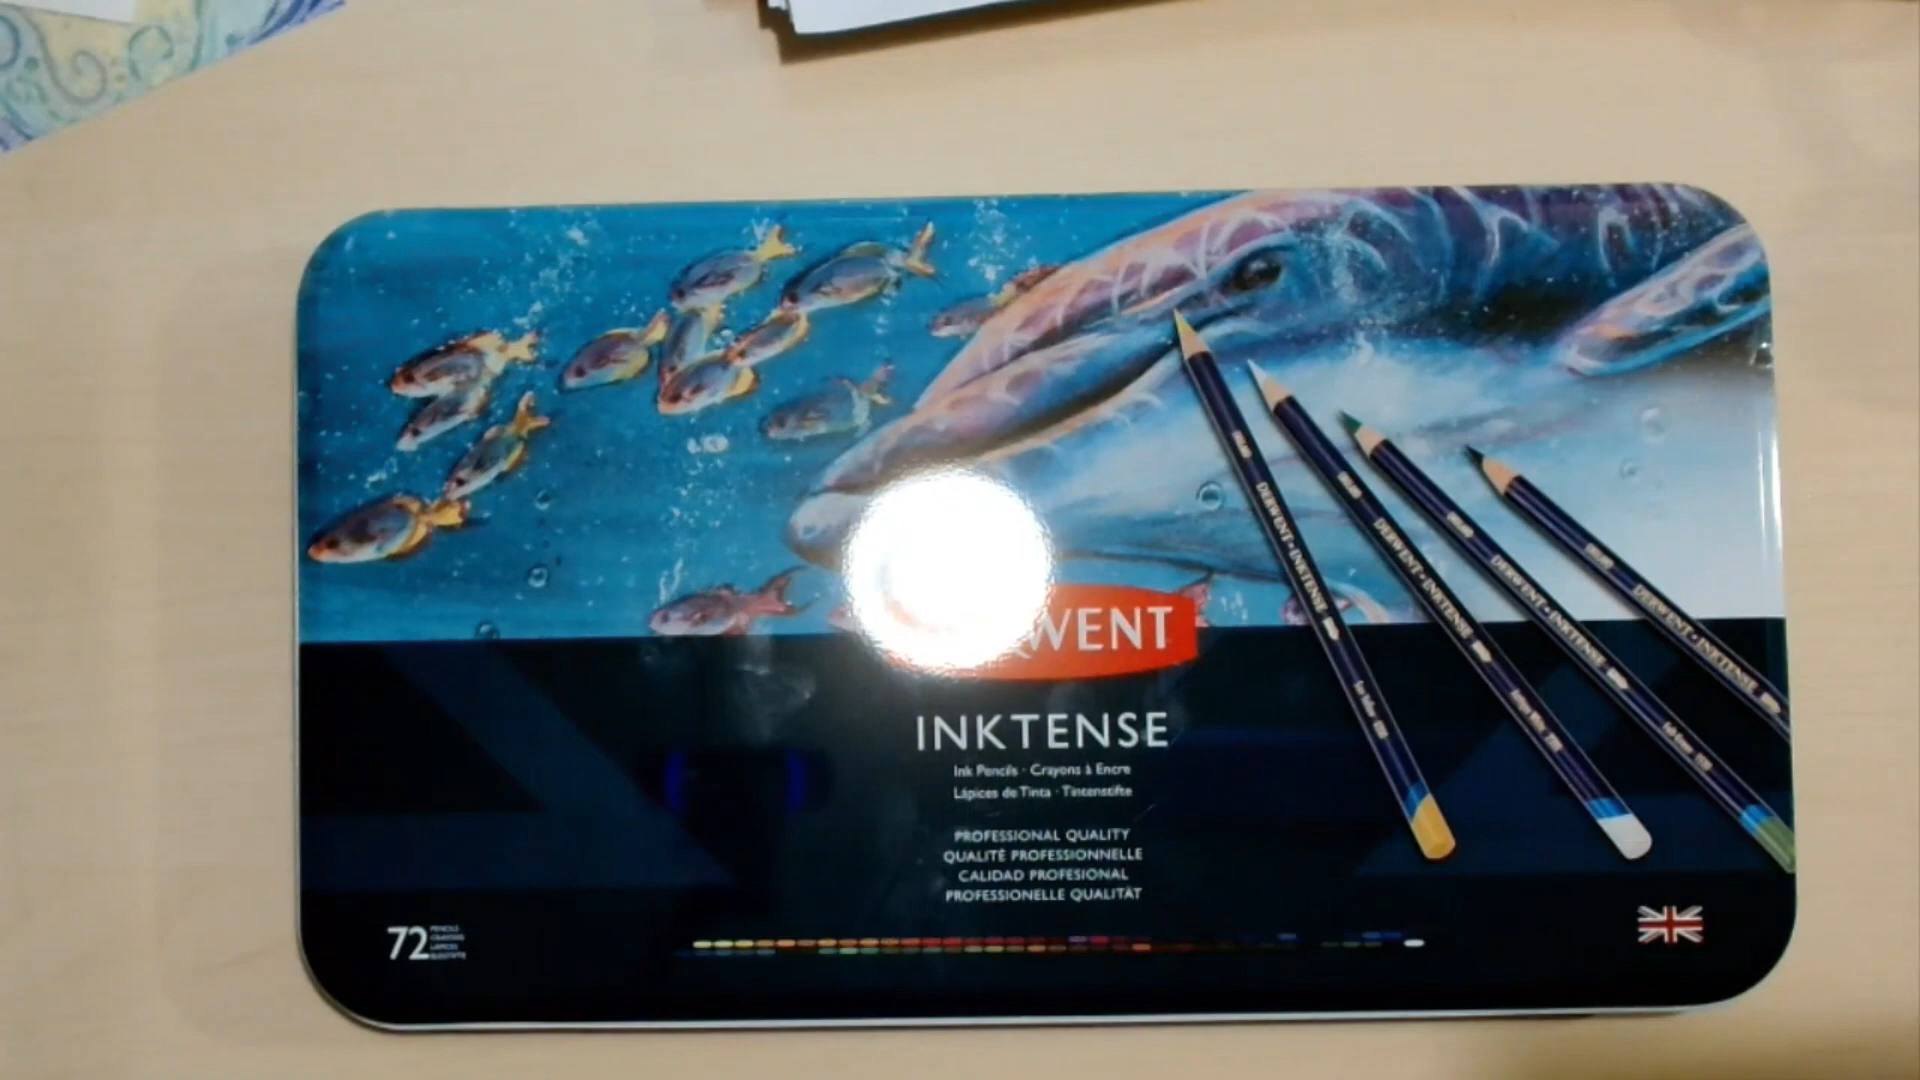 DERWENT · INKTENSE
DERWENT · INKTENSE
DERWENT · INKTENSE
DERWENT · INKTENSE
WENT
INKTENSE
Ink Pencils · Crayons à Encre
Lápices de Tinta · Tintenstifte
PROFESSIONAL QUALITY
QUALITÉ PROFESSIONNELLE
CALIDAD PROFESIONAL
PROFESSIONELLE QUALITÄT
72